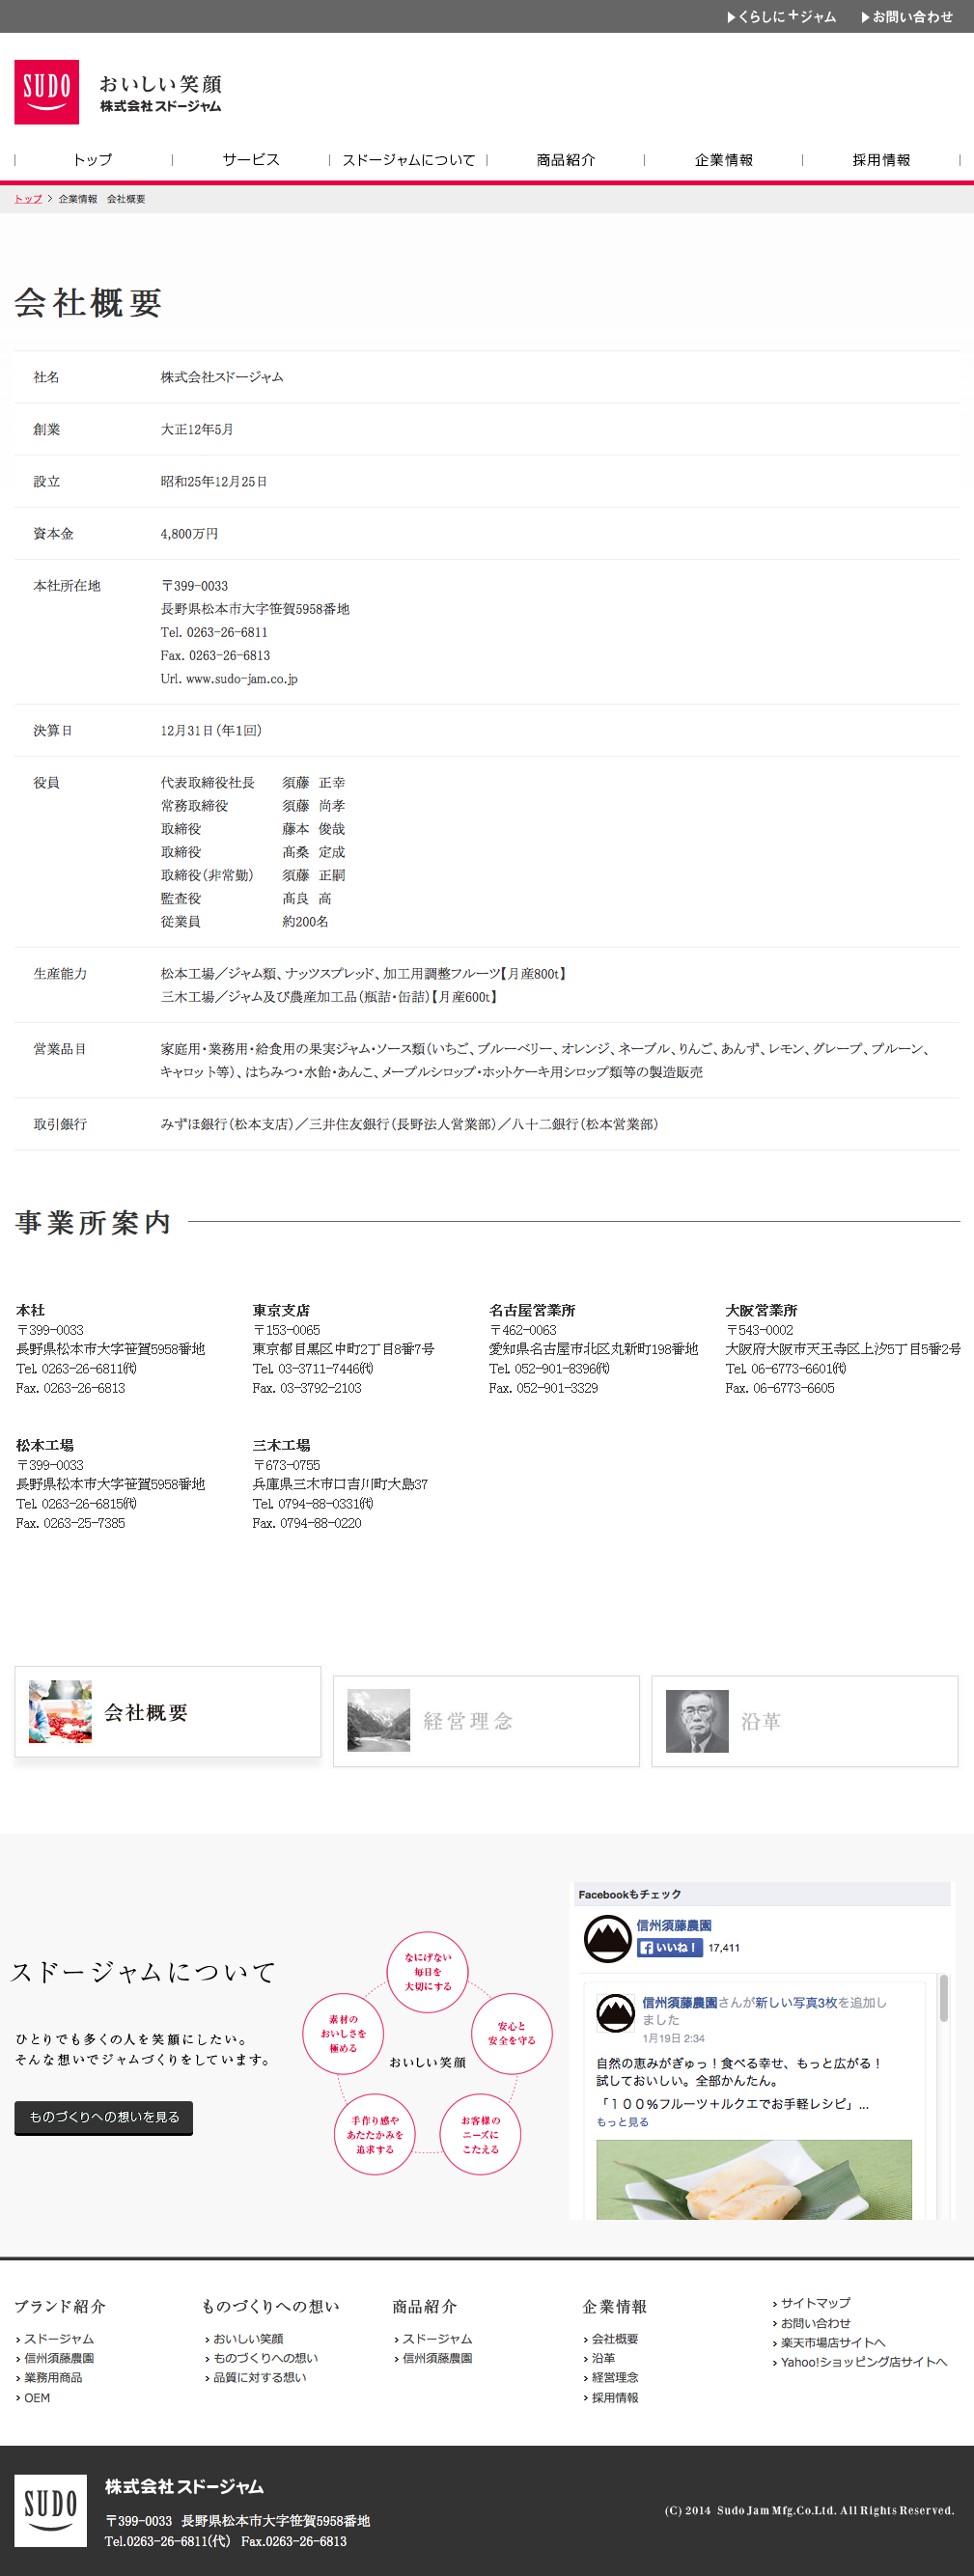 くらしに+ジャム
お問い合わせ
SUDO
おいしい笑顔
株式会社スドージャム
トップ
サービス
スドージャムについて
商品紹介
企業情報
採用情報
トップ > 企業情報 会社概要
会社概要
社名 株式会社スドージャム
創業 大正12年5月
設立 昭和25年12月25日
資本金 4,800万円
本社所在地 〒399-0033
長野県松本市大字笹賀5958番地
Tel. 0263-26-6811
Fax. 0263-26-6813
Url. www.sudo-jam.co.jp
決算日 12月31日（年1回）
役員 代表取締役社長 須藤 正幸
常務取締役 須藤 尚孝
取締役 藤本 俊哉
取締役 髙桑 定成
取締役（非常勤） 須藤 正嗣
監査役 髙良 高
従業員 約200名
生産能力 松本工場／ジャム類、ナッツスプレッド、加工用調整フルーツ【月産800t】
三木工場／ジャム及び農産加工品（瓶詰・缶詰）【月産600t】
営業品目 家庭用・業務用・給食用の果実ジャム・ソース類（いちご、ブルーベリー、オレンジ、ネーブル、りんご、あんず、レモン、グレープ、プルーン、
キャロット等）、はちみつ・水飴・あんこ、メープルシロップ・ホットケーキ用シロップ類等の製造販売
取引銀行 みずほ銀行（松本支店）／三井住友銀行（長野法人営業部）／八十二銀行（松本営業部）
事業所案内
本社
〒399-0033
長野県松本市大字笹賀5958番地
Tel. 0263-26-6811㈹
Fax. 0263-26-6813
東京支店
〒153-0065
東京都目黒区中町2丁目8番7号
Tel. 03-3711-7446㈹
Fax. 03-3792-2103
名古屋営業所
〒462-0063
愛知県名古屋市北区丸新町198番地
Tel. 052-901-8396㈹
Fax. 052-901-3329
大阪営業所
〒543-0002
大阪府大阪市天王寺区上汐5丁目5番2号
Tel. 06-6773-6601㈹
Fax. 06-6773-6605
松本工場
〒399-0033
長野県松本市大字笹賀5958番地
Tel. 0263-26-6815㈹
Fax. 0263-25-7385
三木工場
〒673-0755
兵庫県三木市口吉川町大島37
Tel. 0794-88-0331㈹
Fax. 0794-88-0220
会社概要
経営理念
沿革
スドージャムについて
ひとりでも多くの人を笑顔にしたい。
そんな想いでジャムづくりをしています。
ものづくりへの想いを見る
なにげない
毎日を
大切にする
素材の
おいしさを
極める
安心と
安全を守る
おいしい笑顔
手作り感や
あたたかみを
追求する
お客様の
ニーズに
こたえる
Facebookもチェック
信州須藤農園
いいね！ 17,411
信州須藤農園さんが新しい写真3枚を追加し
ました
1月19日 2:34
自然の恵みがぎゅっ！食べる幸せ、もっと広がる！
試しておいしい。全部かんたん。
「１００％フルーツ＋ルクエでお手軽レシピ」...
もっと見る
ブランド紹介
スドージャム
信州須藤農園
業務用商品
OEM
ものづくりへの想い
おいしい笑顔
ものづくりへの想い
品質に対する想い
商品紹介
スドージャム
信州須藤農園
企業情報
会社概要
沿革
経営理念
採用情報
サイトマップ
お問い合わせ
楽天市場店サイトへ
Yahoo!ショッピング店サイトへ
SUDO
株式会社スドージャム
〒399-0033 長野県松本市大字笹賀5958番地
Tel.0263-26-6811(代) Fax.0263-26-6813
(C) 2014 Sudo Jam Mfg.Co.Ltd. All Rights Reserved.